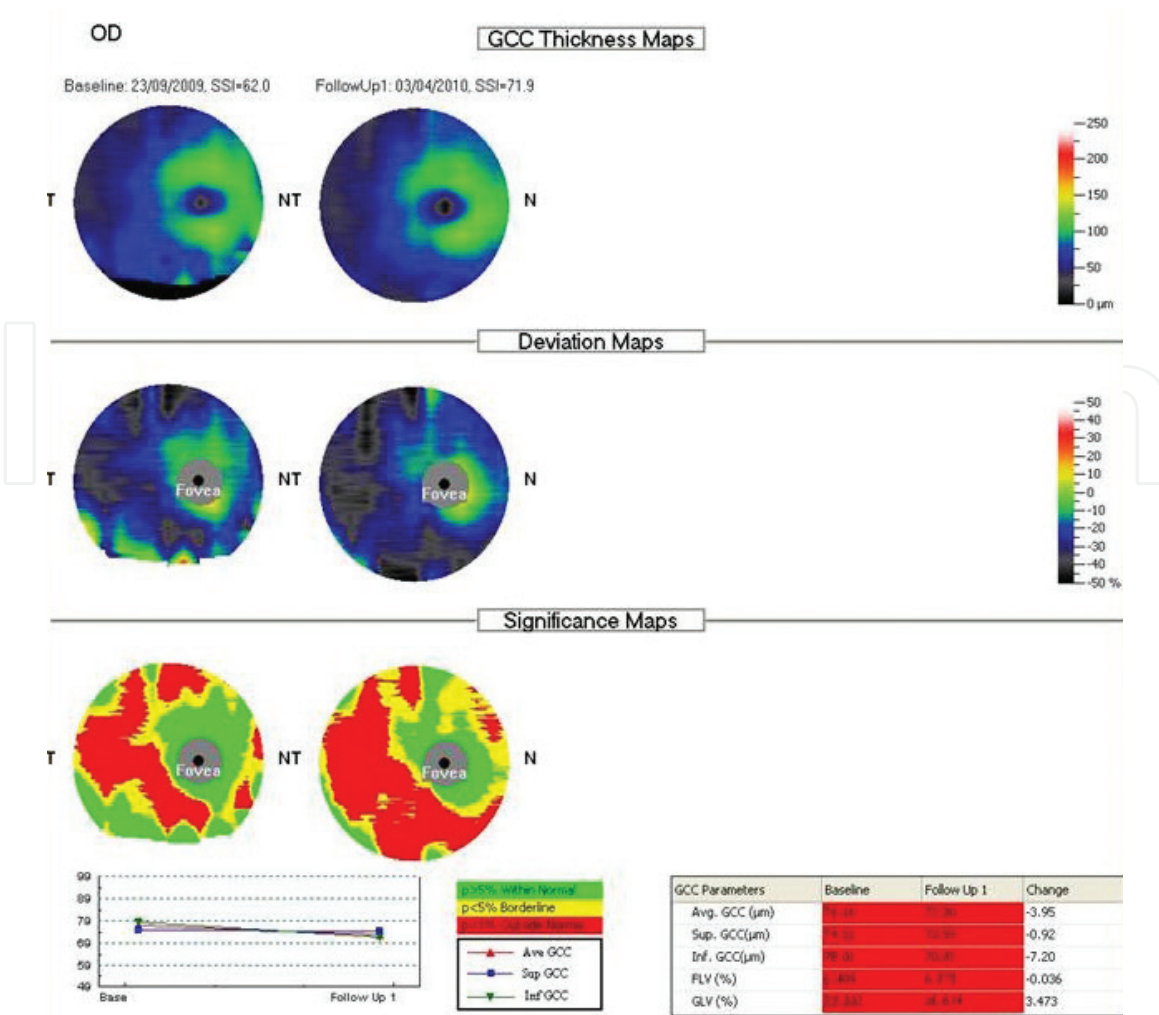 OD
GCC Thickness Maps
Baseline: 23/09/2009, SSI=62.0 FollowUp1: 03/04/2010, SSI=71.9
T NT N
250
200
150
100
50
0 µm
Deviation Maps
T Fovea NT Fovea N
50
40
30
20
10
0
-10
-20
-30
-40
-50 %
Significance Maps
T Fovea NT Fovea N
99
89
79
69
59
49
Base Follow Up 1
p>5% Within Normal
p<5% Borderline
Ave GCC
Sup GCC
Inf GCC
GCC Parameters Baseline Follow Up 1 Change
Avg. GCC (µm) -3.95
Sup. GCC(µm) -0.92
Inf. GCC(µm) -7.20
FLV (%) -0.036
GLV (%) 3.473